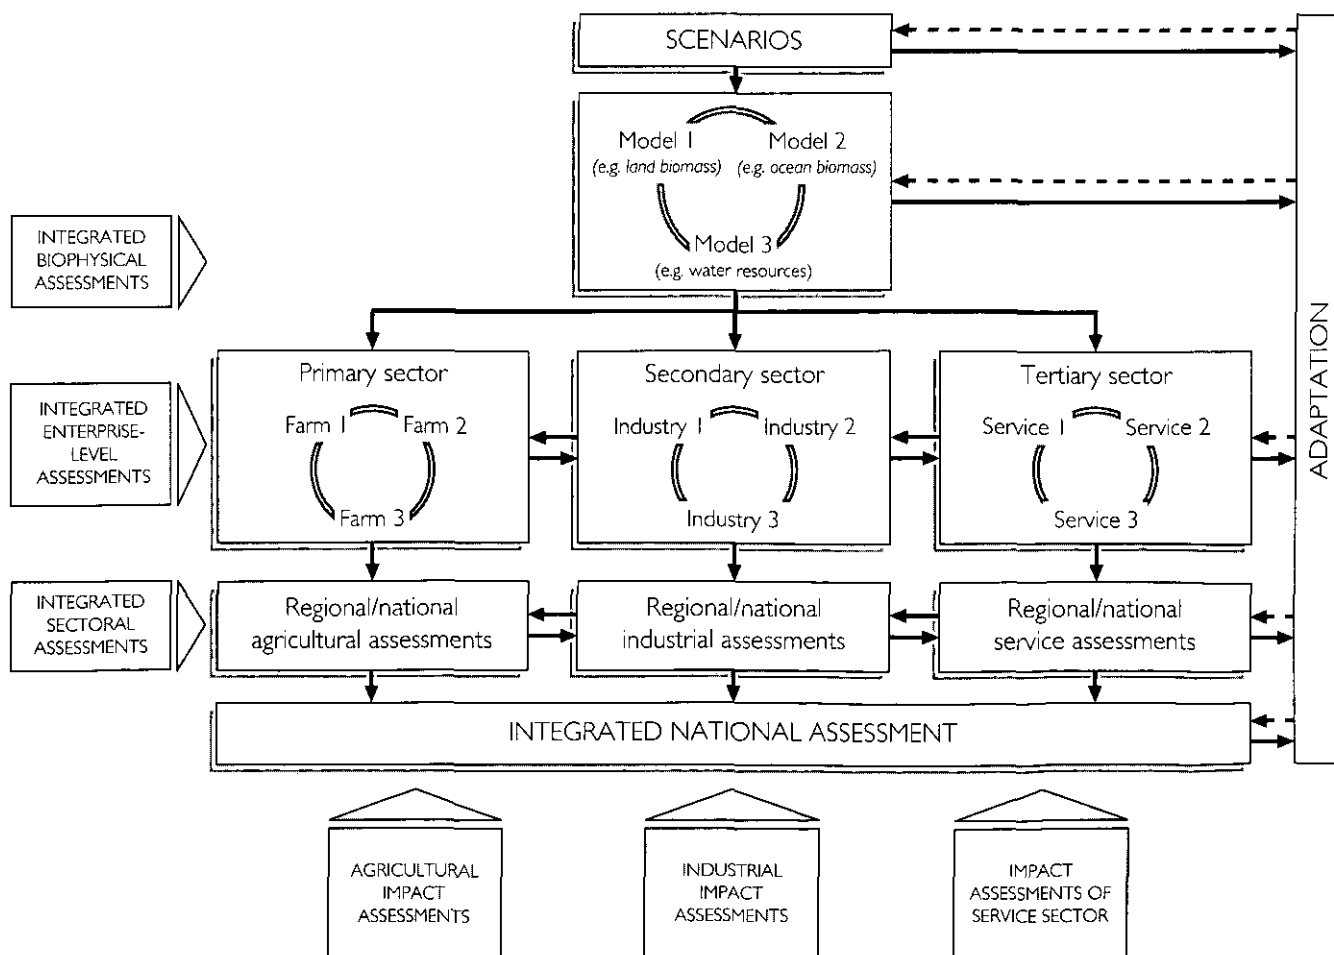 SCENARIOS
Model 1
(e.g. land biomass)
Model 2
(e.g. ocean biomass)
Model 3
(e.g. water resources)
INTEGRATED
BIOPHYSICAL
ASSESSMENTS
Primary sector
Farm 1
Farm 2
Farm 3
Secondary sector
Industry 1
Industry 2
Industry 3
Tertiary sector
Service 1
Service 2
Service 3
INTEGRATED
ENTERPRISE-
LEVEL
ASSESSMENTS
ADAPTATION
INTEGRATED
SECTORAL
ASSESSMENTS
Regional/national
agricultural assessments
Regional/national
industrial assessments
Regional/national
service assessments
INTEGRATED NATIONAL ASSESSMENT
AGRICULTURAL
IMPACT
ASSESSMENTS
INDUSTRIAL
IMPACT
ASSESSMENTS
IMPACT
ASSESSMENTS OF
SERVICE SECTOR